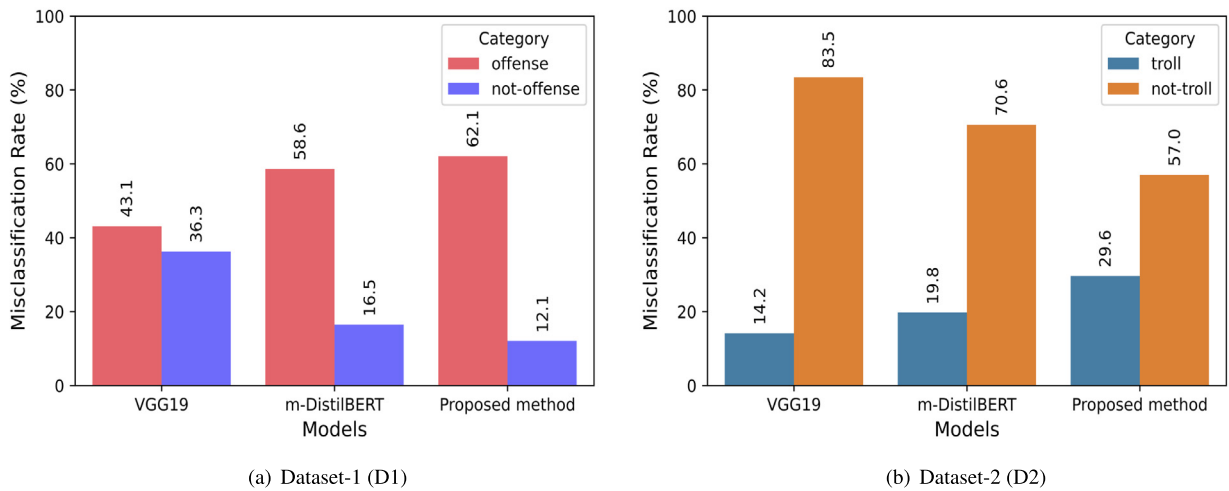 100
80
60
40
20
0
Misclassification Rate (%)
Category
offense
not-offense
43.1
36.3
58.6
16.5
62.1
12.1
VGG19
m-DistilBERT
Proposed method
Models
(a) Dataset-1 (D1)
100
80
60
40
20
0
Misclassification Rate (%)
Category
troll
not-troll
14.2
83.5
19.8
70.6
29.6
57.0
VGG19
m-DistilBERT
Proposed method
Models
(b) Dataset-2 (D2)